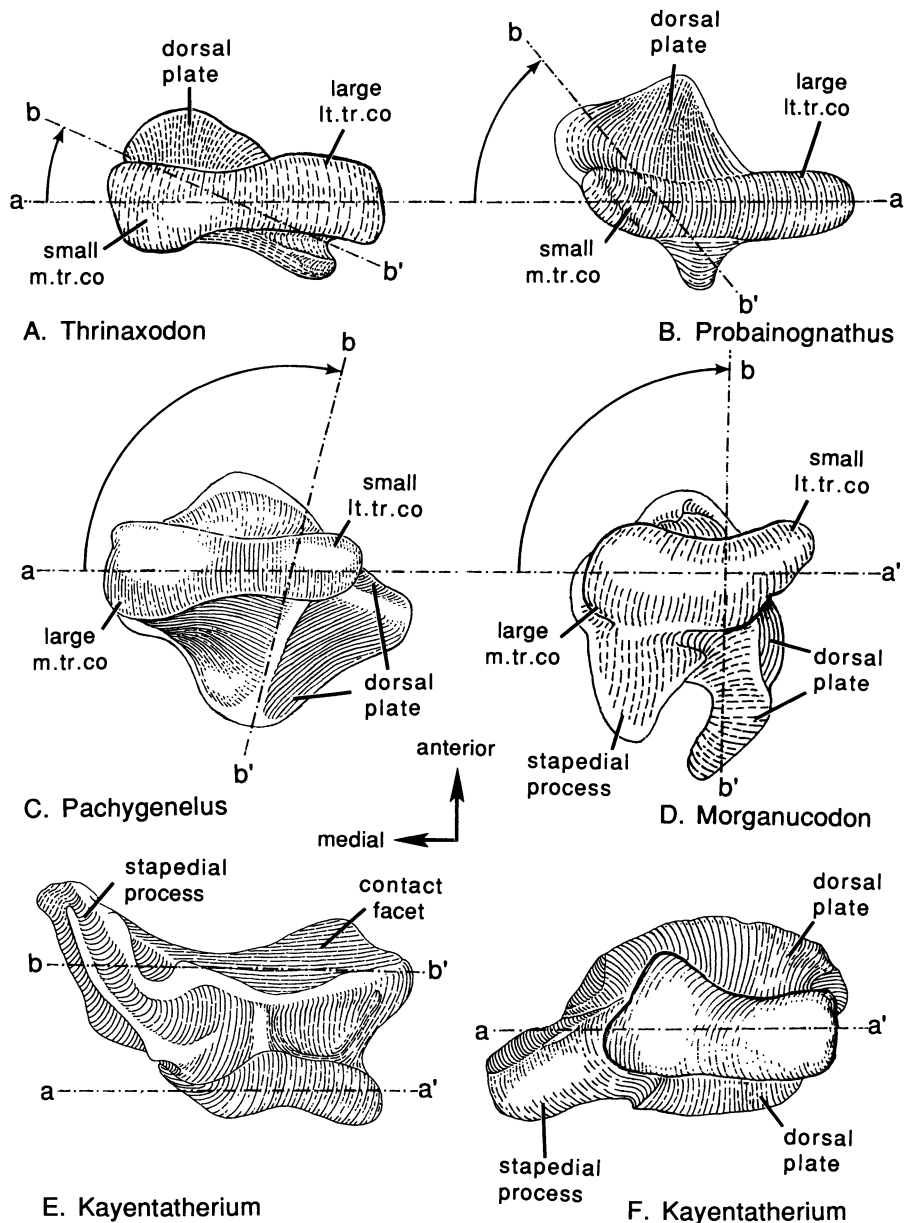 dorsal
plate
large
lt.tr.co
b
a
small
m.tr.co
b'
A. Thrinaxodon
b
dorsal
plate
large
lt.tr.co
a
small
m.tr.co
b'
B. Probainognathus
b
small
lt.tr.co
a
large
m.tr.co
dorsal
plate
b'
C. Pachygenelus
b
small
lt.tr.co
a'
large
m.tr.co
dorsal
plate
stapedial
process
b'
D. Morganucodon
anterior
medial
stapedial
process
contact
facet
b
b'
a
a'
E. Kayentatherium
dorsal
plate
a
a'
dorsal
plate
stapedial
process
F. Kayentatherium